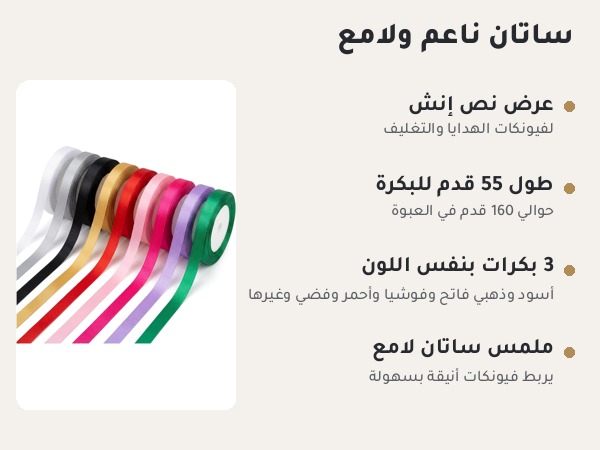 ساتان ناعم ولامع
عرض نص إنش
لفيونكات الهدايا والتغليف
طول 55 قدم للبكرة
حوالي 160 قدم في العبوة
3 بكرات بنفس اللون
أسود وذهبي فاتح وفوشيا وأحمر وفضي وغيرها
ملمس ساتان لامع
يربط فيونكات أنيقة بسهولة